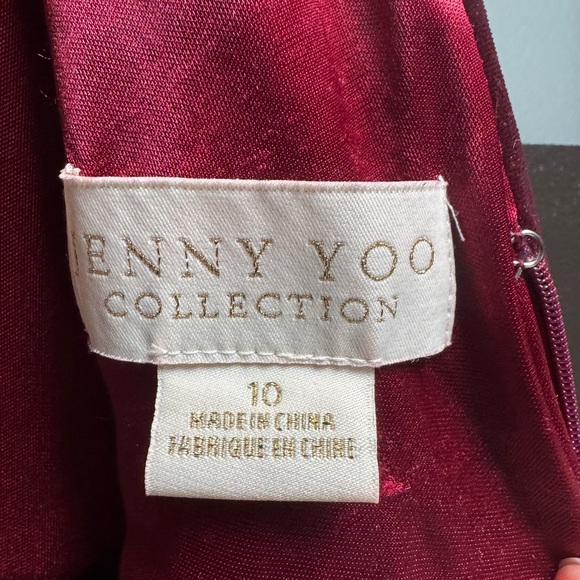 JENNY YOO
COLLECTION
10
MADE IN CHINA
FABRIQUE EN CHINE